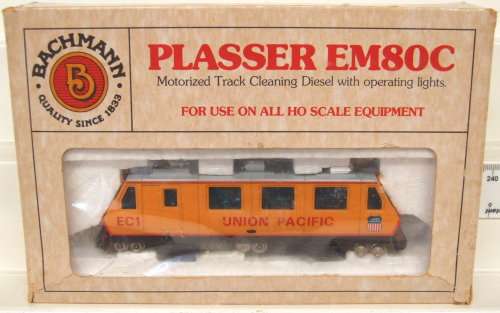 BACHMANN
B
QUALITY SINCE 1833
PLASSER EM80C
Motorized Track Cleaning Diesel with operating lights.
FOR USE ON ALL HO SCALE EQUIPMENT
EC1 UNION PACIFIC
240